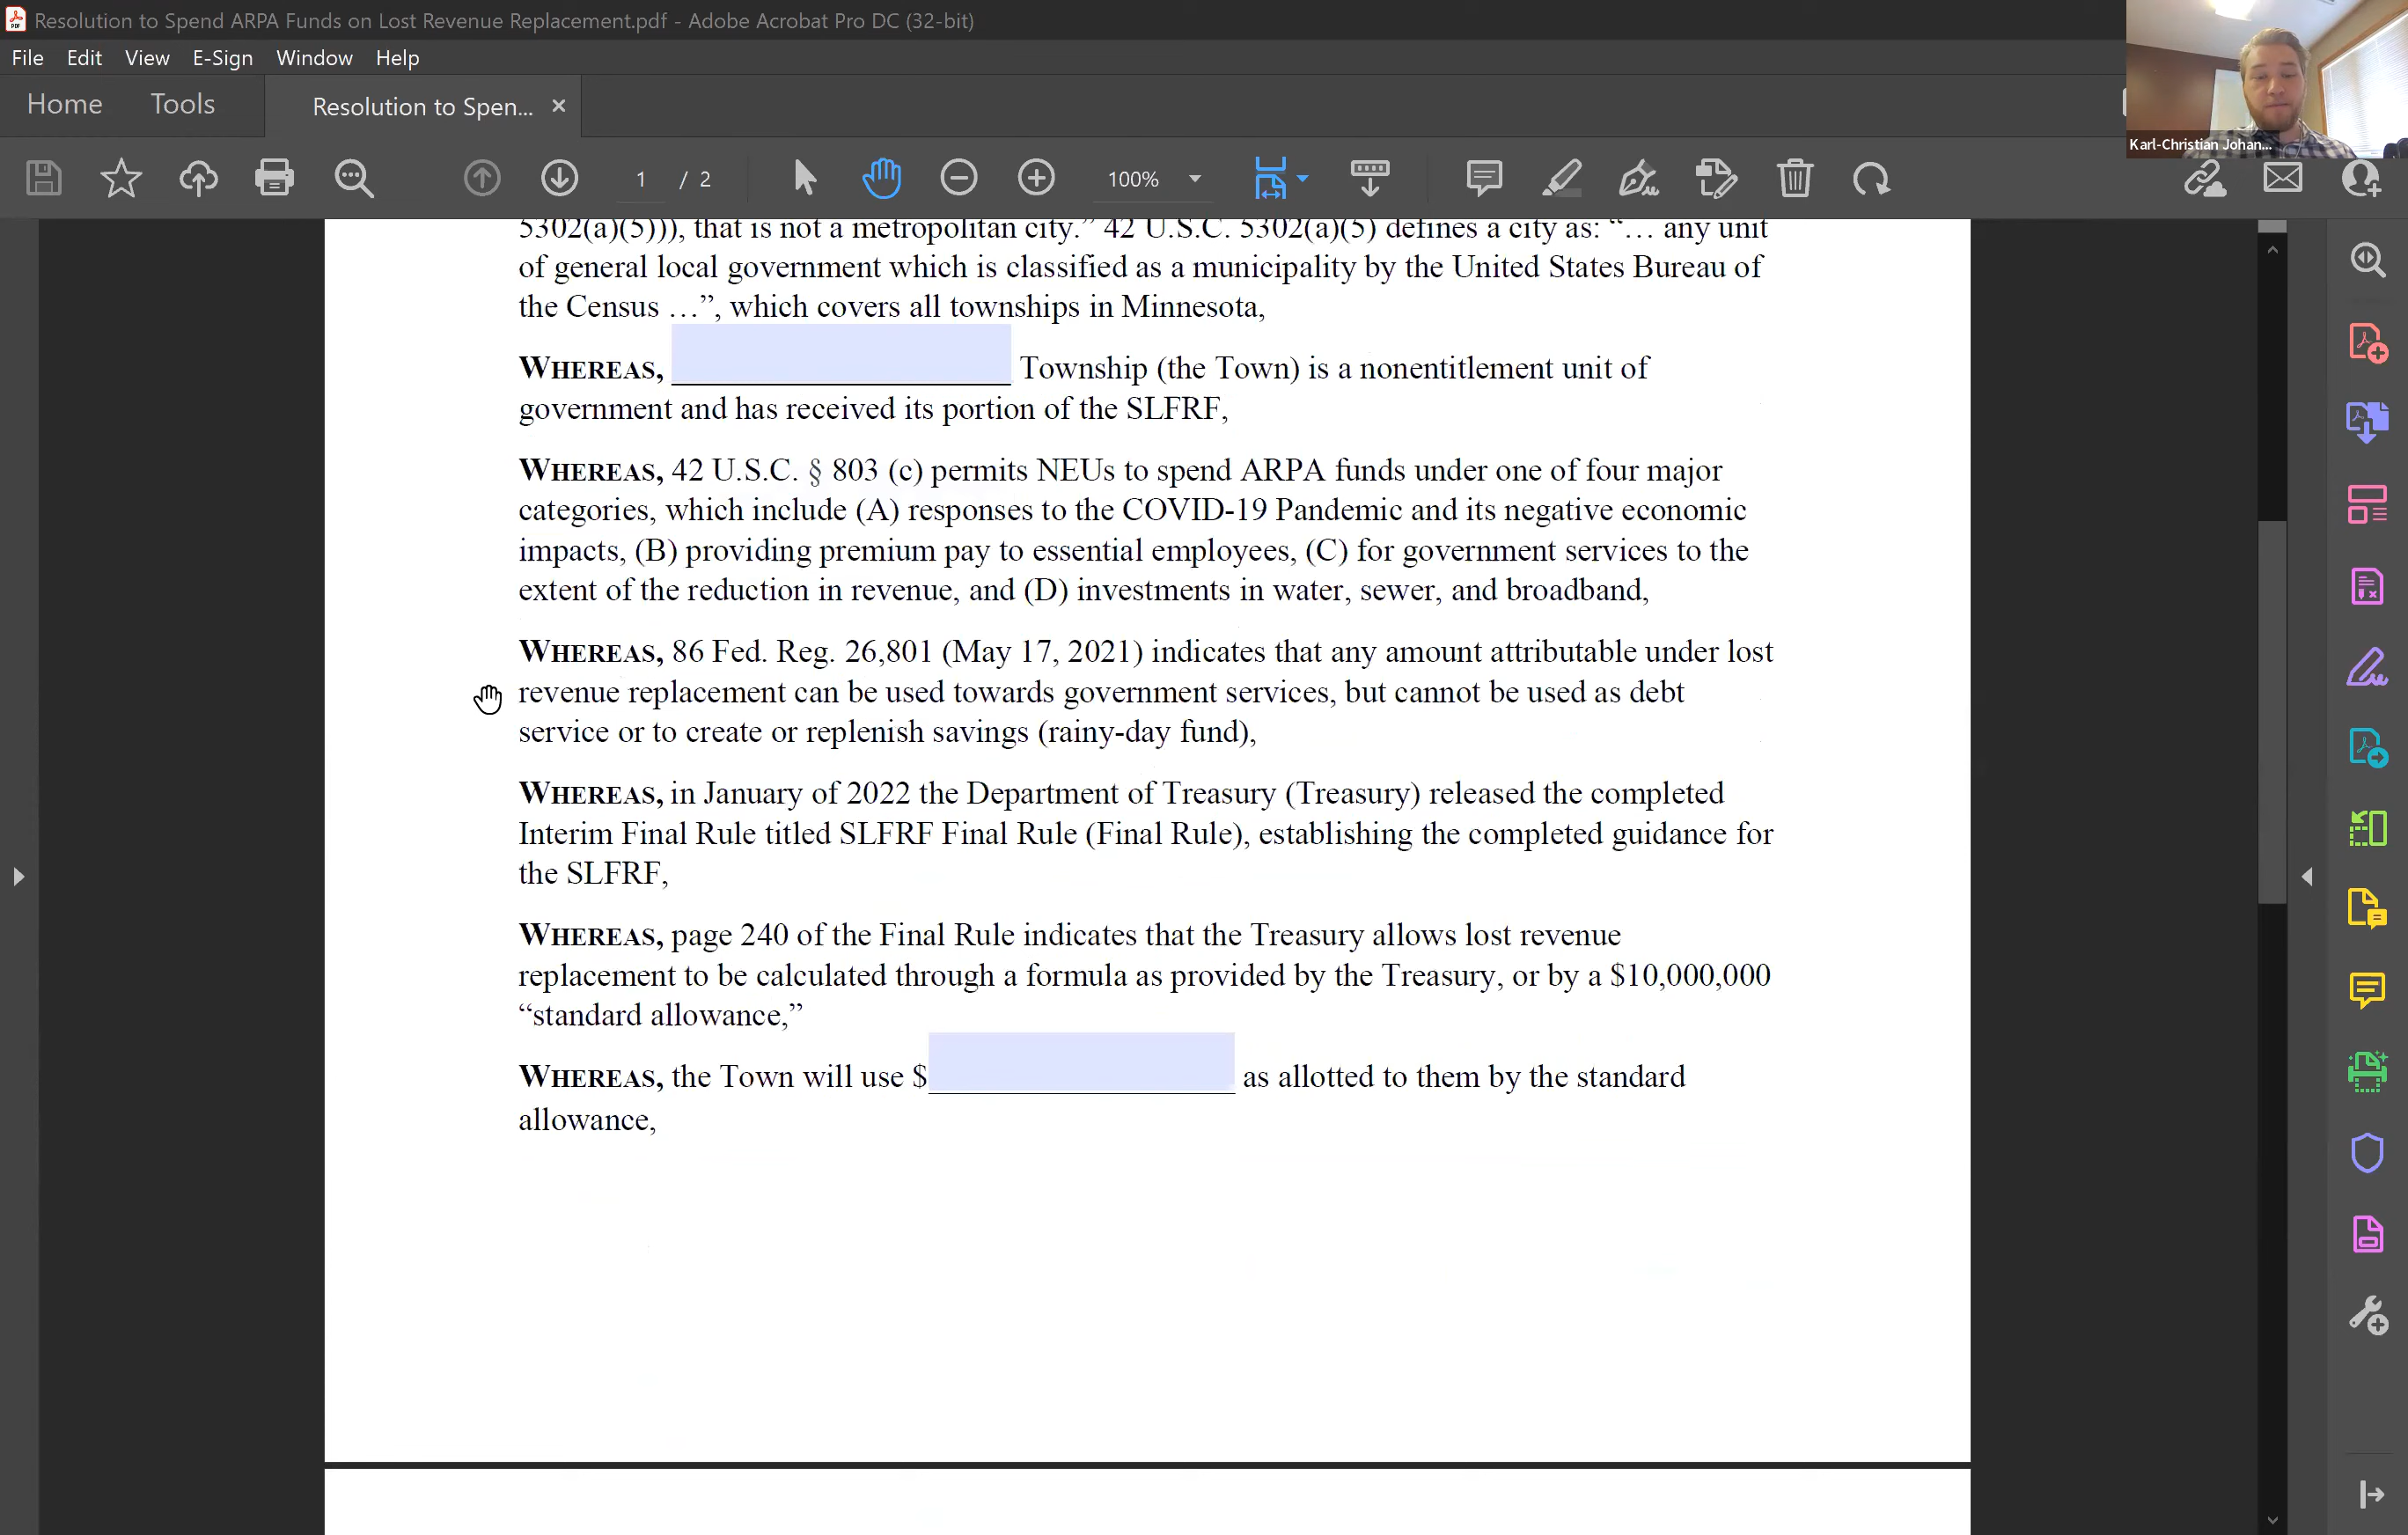 Resolution to Spend ARPA Funds on Lost Revenue Replacement.pdf - Adobe Acrobat Pro DC (32-bit)
File Edit View E-Sign Window Help
Home Tools Resolution to Spen... ×
1 / 2 100%
Karl-Christian Johan...
5302(a)(5))), that is not a metropolitan city.” 42 U.S.C. 5302(a)(5) defines a city as: “… any unit
of general local government which is classified as a municipality by the United States Bureau of
the Census …”, which covers all townships in Minnesota,
WHEREAS, Township (the Town) is a nonentitlement unit of
government and has received its portion of the SLFRF,
WHEREAS, 42 U.S.C. § 803 (c) permits NEUs to spend ARPA funds under one of four major
categories, which include (A) responses to the COVID-19 Pandemic and its negative economic
impacts, (B) providing premium pay to essential employees, (C) for government services to the
extent of the reduction in revenue, and (D) investments in water, sewer, and broadband,
WHEREAS, 86 Fed. Reg. 26,801 (May 17, 2021) indicates that any amount attributable under lost
revenue replacement can be used towards government services, but cannot be used as debt
service or to create or replenish savings (rainy-day fund),
WHEREAS, in January of 2022 the Department of Treasury (Treasury) released the completed
Interim Final Rule titled SLFRF Final Rule (Final Rule), establishing the completed guidance for
the SLFRF,
WHEREAS, page 240 of the Final Rule indicates that the Treasury allows lost revenue
replacement to be calculated through a formula as provided by the Treasury, or by a $10,000,000
“standard allowance,”
WHEREAS, the Town will use $ as allotted to them by the standard
allowance,